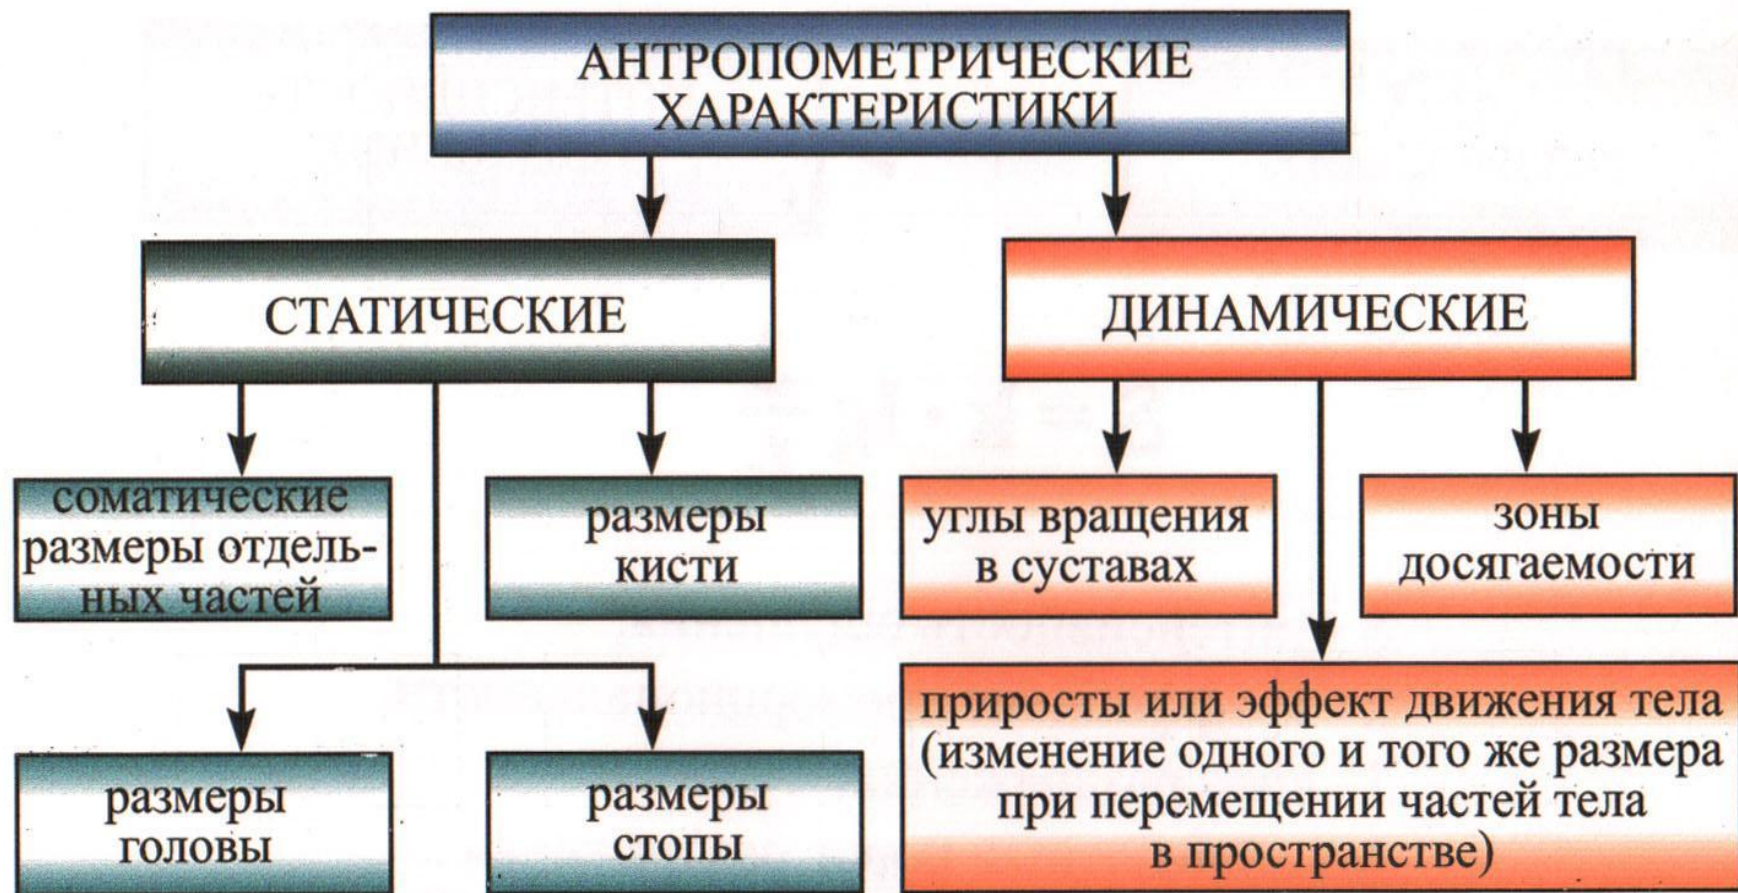 АНТРОПОМЕТРИЧЕСКИЕ
ХАРАКТЕРИСТИКИ
СТАТИЧЕСКИЕ
ДИНАМИЧЕСКИЕ
соматические
размеры отдель-
ных частей
размеры
кисти
углы вращения
в суставах
зоны
досягаемости
размеры
головы
размеры
стопы
приросты или эффект движения тела
(изменение одного и того же размера
при перемещении частей тела
в пространстве)